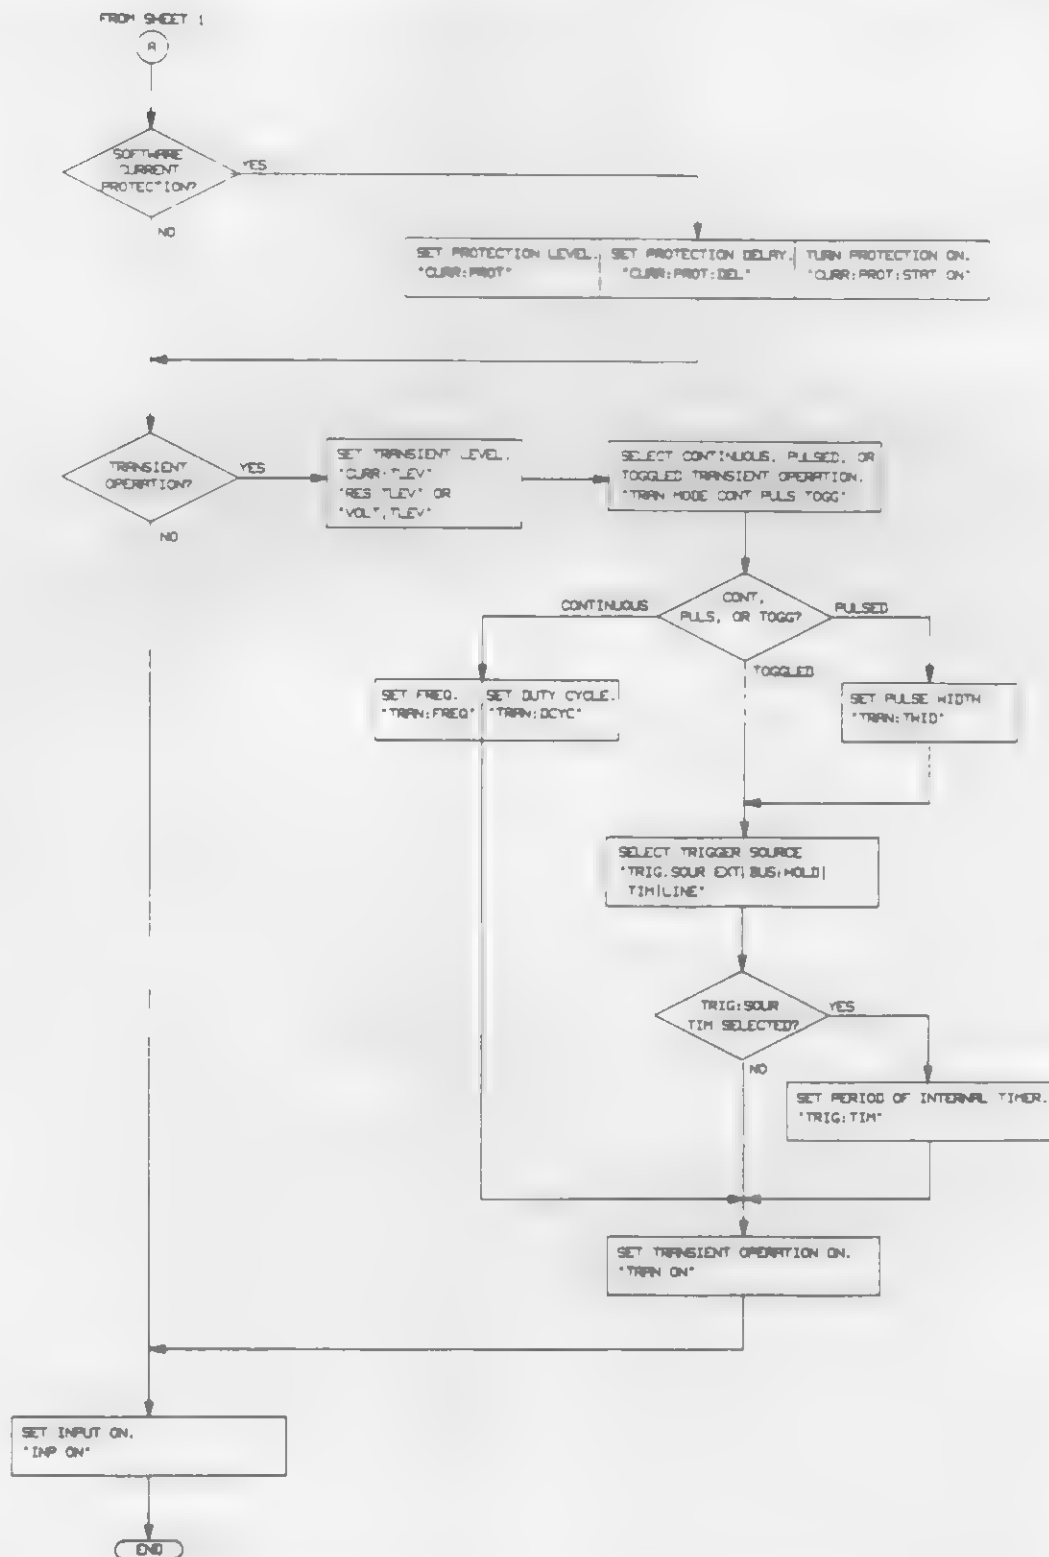 FROM SHEET 1
A
SOFTWARE
CURRENT
PROTECTION?
YES
NO
SET PROTECTION LEVEL.
"CURR:PROT"
SET PROTECTION DELAY.
"CURR:PROT:DEL"
TURN PROTECTION ON.
"CURR:PROT:STAT ON"
TRANSIENT
OPERATION?
YES
NO
SET TRANSIENT LEVEL.
"CURR:TLEV"
"RES TLEV" OR
"VOLT,TLEV"
SELECT CONTINUOUS, PULSED, OR
TOGGLED TRANSIENT OPERATION.
"TRAN MODE CONT PULS TOGG"
CONT,
PULS, OR TOGG?
CONTINUOUS
PULSED
TOGGLED
SET FREQ.
"TRAN:FREQ"
SET DUTY CYCLE.
"TRAN:DCYC"
SET PULSE WIDTH
"TRAN:TWID"
SELECT TRIGGER SOURCE
"TRIG.SOUR EXT|BUS|HOLD|
TIM|LINE"
TRIG:SOUR
TIM SELECTED?
YES
NO
SET PERIOD OF INTERNAL TIMER.
"TRIG:TIM"
SET TRANSIENT OPERATION ON.
"TRAN ON"
SET INPUT ON.
"INP ON"
END